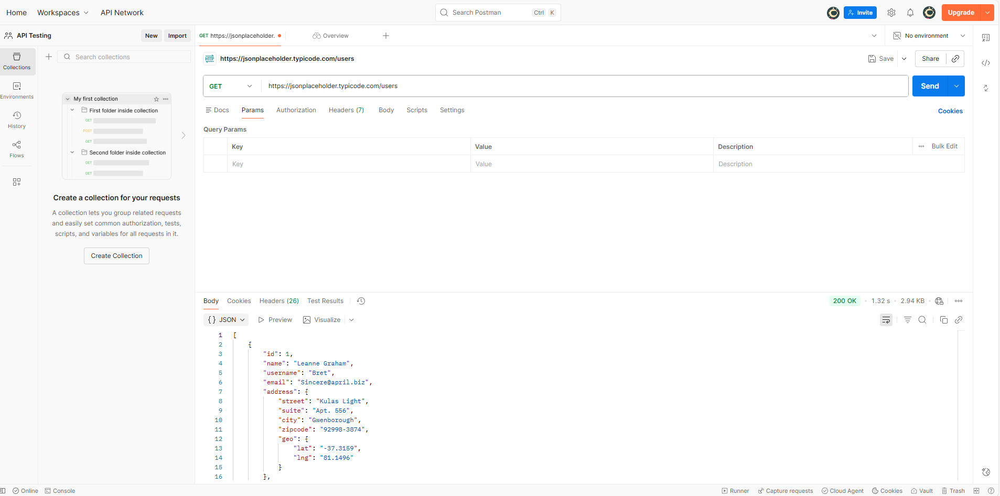 Home Workspaces API Network Search Postman Ctrl K Invite Upgrade
API Testing New Import GET https://jsonplaceholder. Overview No environment
Collections
Environments
History
Flows
Search collections
My first collection
First folder inside collection
GET
POST
GET
Second folder inside collection
GET
GET
Create a collection for your requests
A collection lets you group related requests
and easily set common authorization, tests,
scripts, and variables for all requests in it.
Create Collection
HTTP https://jsonplaceholder.typicode.com/users Save Share
GET https://jsonplaceholder.typicode.com/users Send
Docs Params Authorization Headers (7) Body Scripts Settings Cookies
Query Params
Key Value Description Bulk Edit
Key Value Description
Body Cookies Headers (26) Test Results 200 OK • 1.32 s • 2.94 KB
{} JSON Preview Visualize
1 [
2 {
3 "id": 1,
4 "name": "Leanne Graham",
5 "username": "Bret",
6 "email": "Sincere@april.biz",
7 "address": {
8 "street": "Kulas Light",
9 "suite": "Apt. 556",
10 "city": "Gwenborough",
11 "zipcode": "92998-3874",
12 "geo": {
13 "lat": "-37.3159",
14 "lng": "81.1496"
15 }
16 },
Online Console Runner Capture requests Cloud Agent Cookies Vault Trash